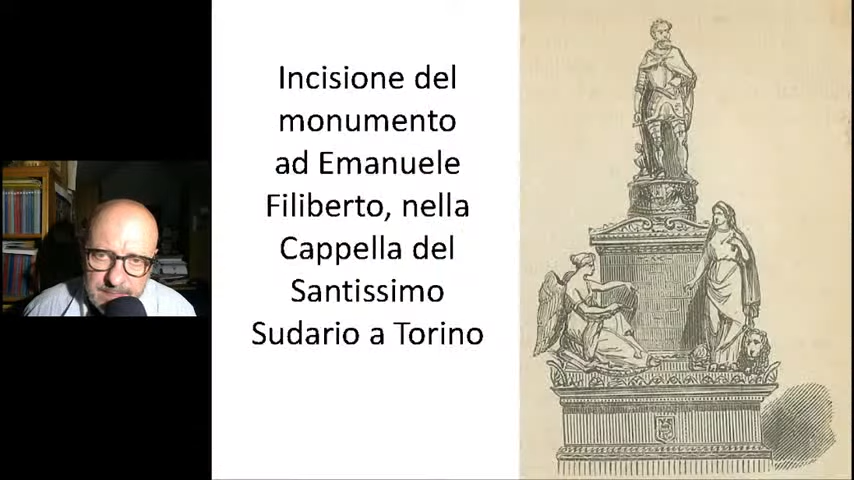 Incisione del
monumento
ad Emanuele
Filiberto, nella
Cappella del
Santissimo
Sudario a Torino